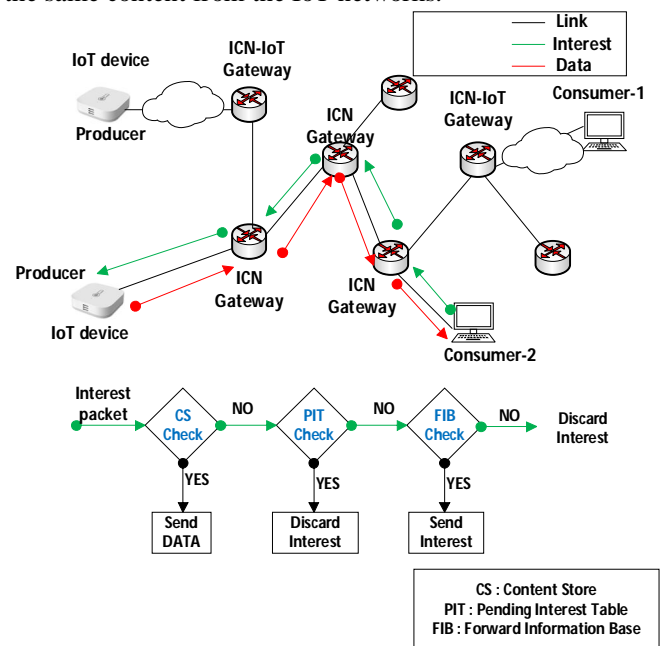 the same content from the IoT networks.
Link
Interest
Data
IoT device
Producer
ICN-IoT
Gateway
ICN
Gateway
ICN-IoT
Gateway
Consumer-1
Producer
IoT device
ICN
Gateway
ICN
Gateway
Consumer-2
Interest
packet
CS
Check
NO
PIT
Check
NO
FIB
Check
NO
Discard
Interest
YES
YES
YES
Send
DATA
Discard
Interest
Send
Interest
CS : Content Store
PIT : Pending Interest Table
FIB : Forward Information Base